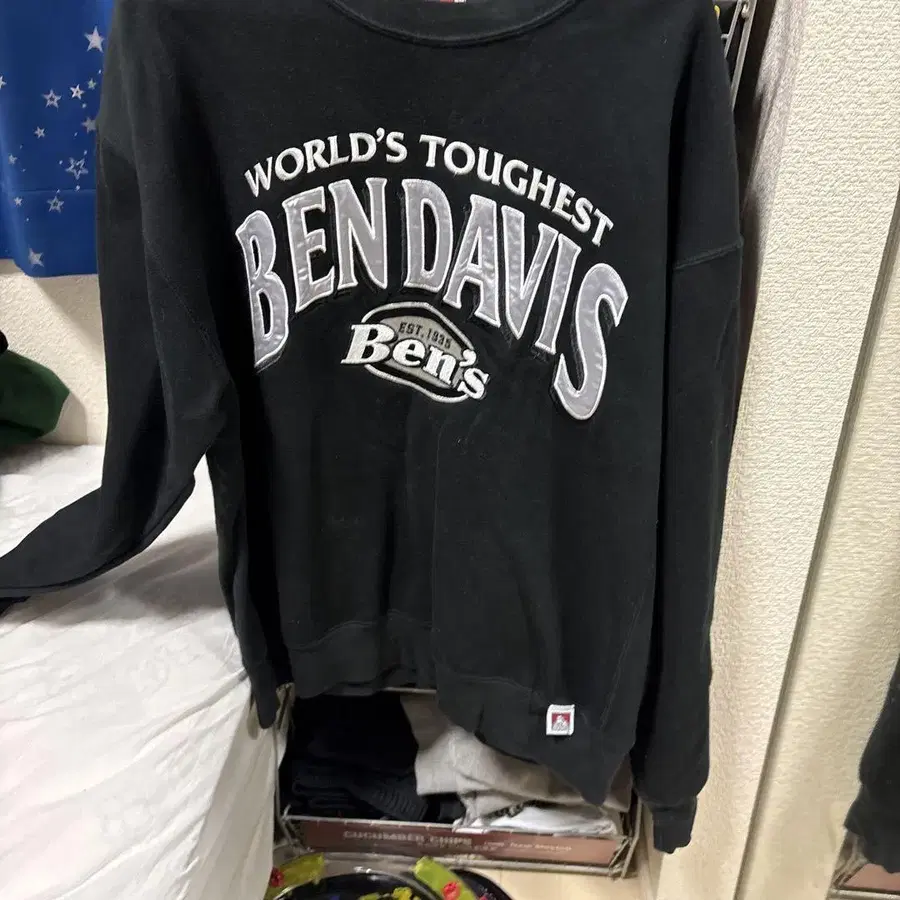 WORLD'S TOUGHEST
BEN DAVIS
EST. 1935
Ben's
CUCUMBER CHIPS